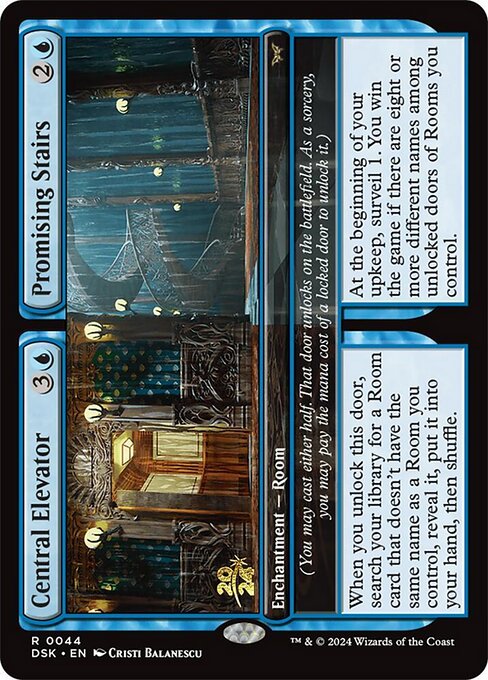 Central Elevator 3
When you unlock this door,
search your library for a Room
card that doesn't have the
same name as a Room you
control, reveal it, put it into
your hand, then shuffle.
Promising Stairs 2
At the beginning of your
upkeep, surveil 1. You win
the game if there are eight or
more different names among
unlocked doors of Rooms you
control.
Enchantment — Room
(You may cast either half. That door unlocks on the battlefield. As a sorcery,
you may pay the mana cost of a locked door to unlock it.)
2024
R 0044
DSK • EN Cristi Balanescu
™ & © 2024 Wizards of the Coast